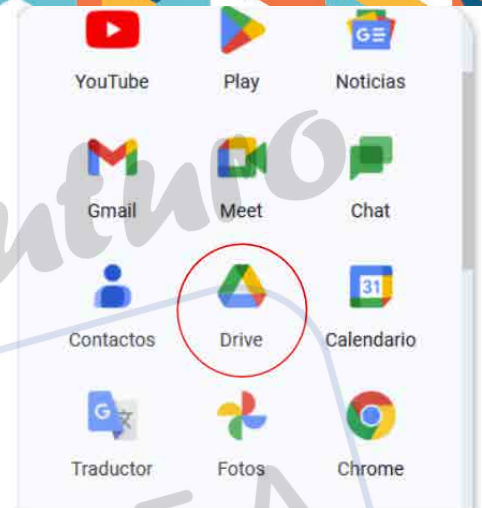 YouTube Play Noticias
Gmail Meet Chat
Contactos Drive Calendario
Traductor Fotos Chrome